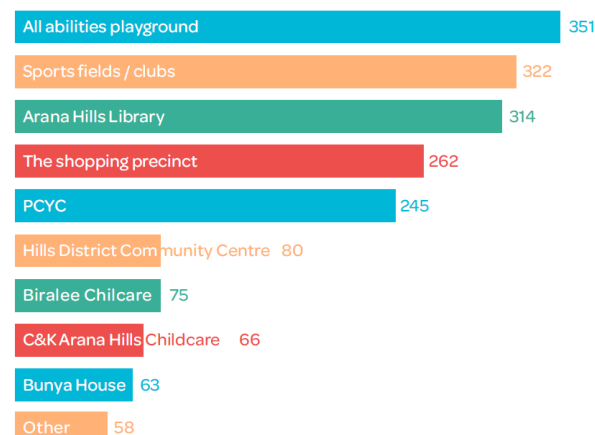 All abilities playground 351
Sports fields / clubs 322
Arana Hills Library 314
The shopping precinct 262
PCYC 245
Hills District Community Centre 80
Biralee Chilcare 75
C&K Arana Hills Childcare 66
Bunya House 63
Other 58